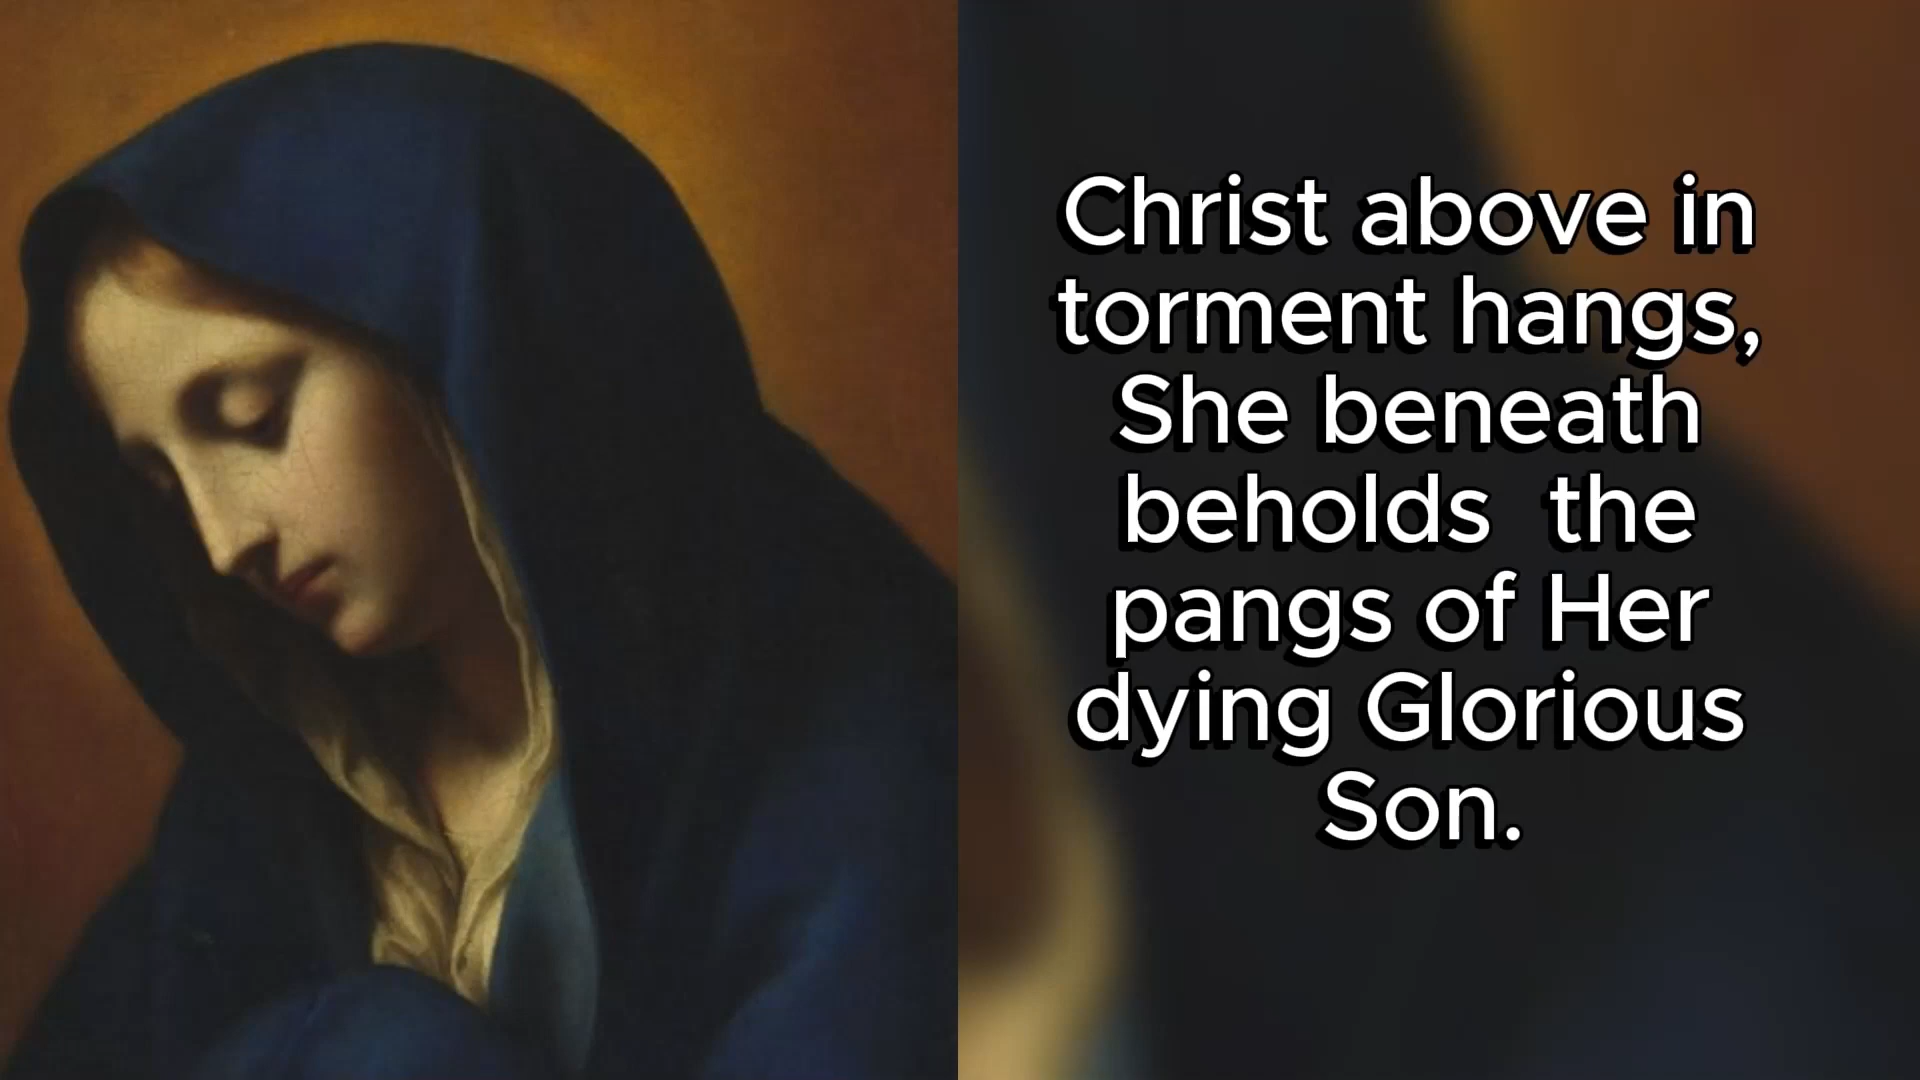 Christ above in
torment hangs,
She beneath
beholds  the
pangs of Her
dying Glorious
Son.